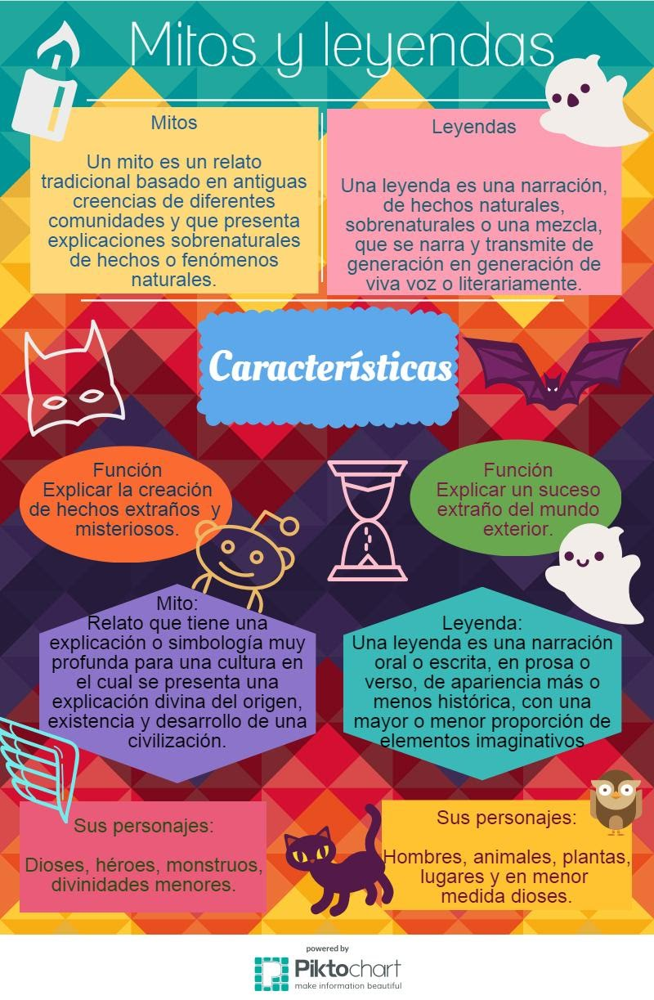 Mitos y leyendas
Mitos
Un mito es un relato
tradicional basado en antiguas
creencias de diferentes
comunidades y que presenta
explicaciones sobrenaturales
de hechos o fenómenos
naturales.
Leyendas
Una leyenda es una narración,
de hechos naturales,
sobrenaturales o una mezcla,
que se narra y transmite de
generación en generación de
viva voz o literariamente.
Características
Función
Explicar la creación
de hechos extraños y
misteriosos.
Función
Explicar un suceso
extraño del mundo
exterior.
Mito:
Relato que tiene una
explicación o simbología muy
profunda para una cultura en
el cual se presenta una
explicación divina del origen,
existencia y desarrollo de una
civilización.
Leyenda:
Una leyenda es una narración
oral o escrita, en prosa o
verso, de apariencia más o
menos histórica, con una
mayor o menor proporción de
elementos imaginativos
Sus personajes:
Dioses, héroes, monstruos,
divinidades menores.
Sus personajes:
Hombres, animales, plantas,
lugares y en menor
medida dioses.
powered by
Piktochart
make information beautiful